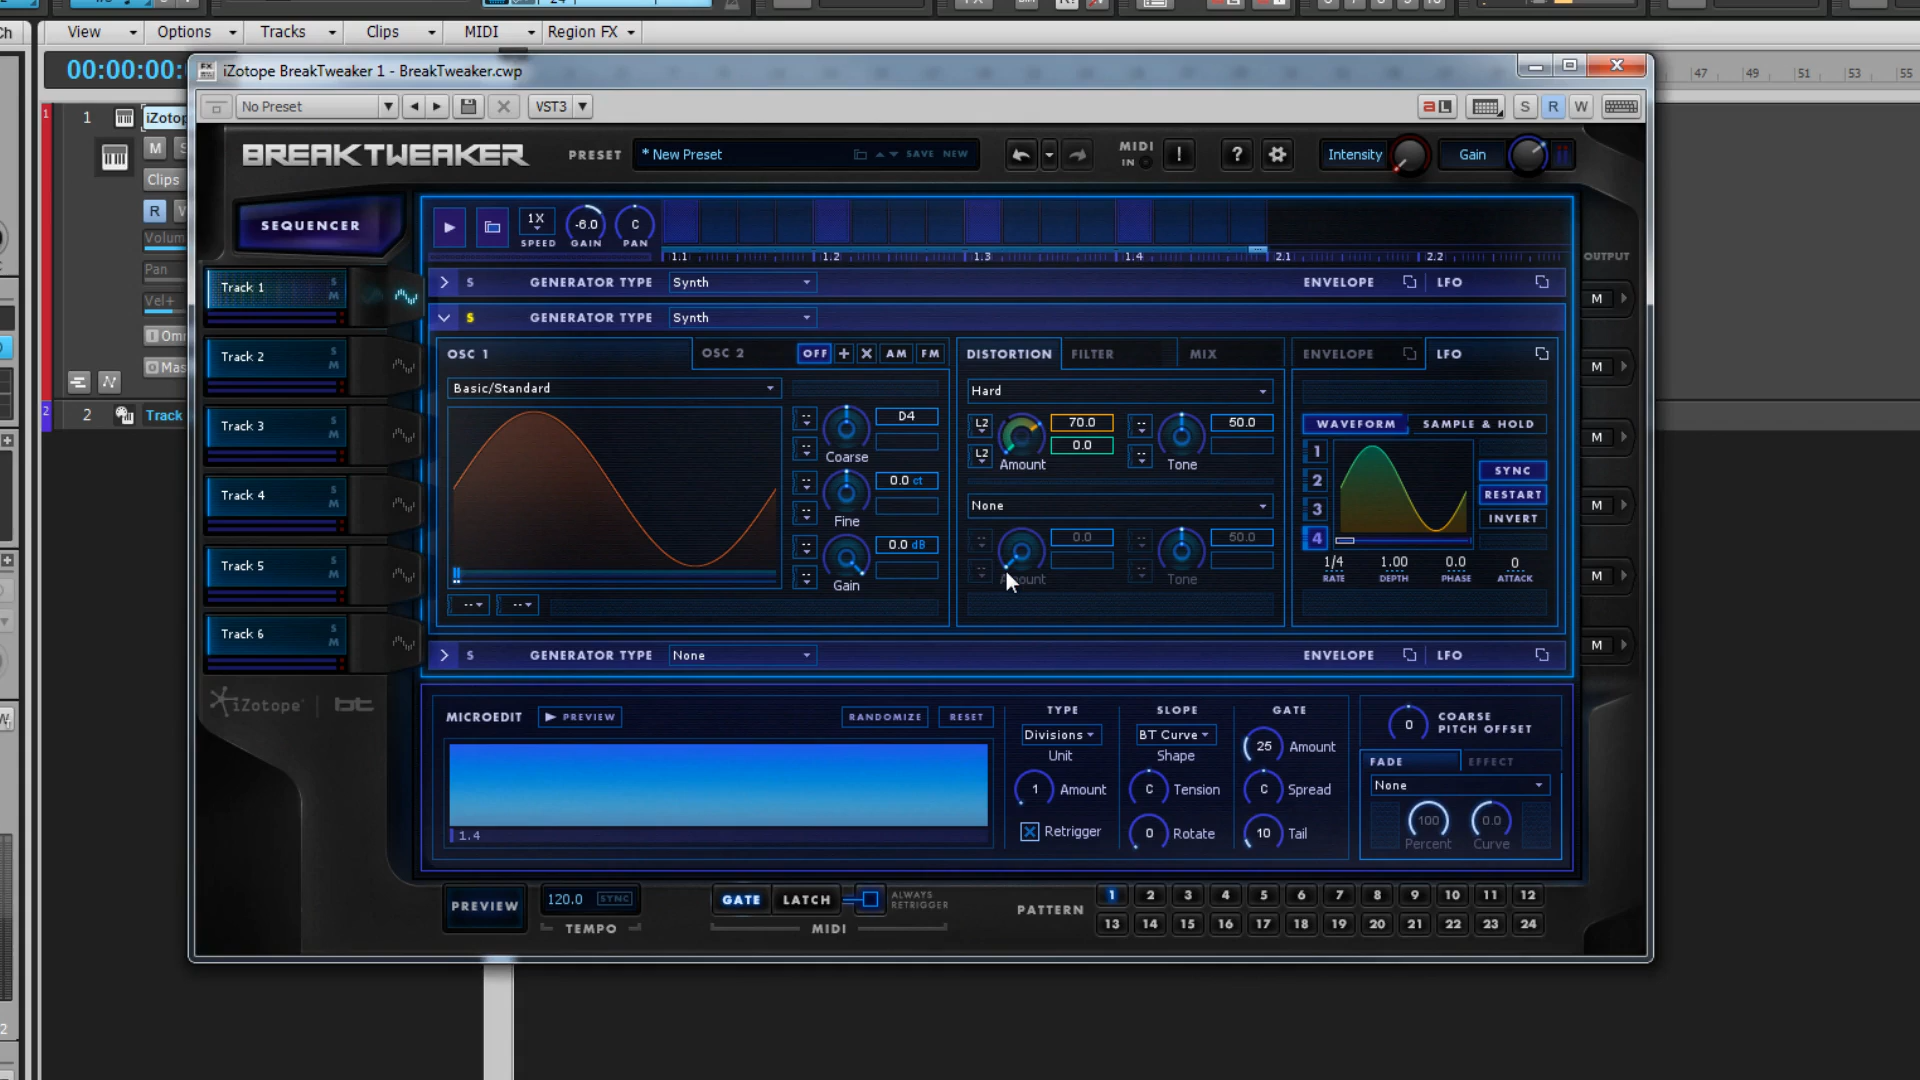 View Options Tracks Clips MIDI Region FX
00:00:00:
47 49 51 53 55
iZotope BreakTweaker 1 - BreakTweaker.cwp
No Preset VST3 S R W
BREAKTWEAKER PRESET * New Preset SAVE NEW MIDI IN ! ? Intensity Gain
1 iZotop
M S
Clips
R
Volum
Pan
Vel+
Omn
Mas
2 Track
SEQUENCER
1X SPEED
-6.0 GAIN
C PAN
1.1 1.2 1.3 1.4 2.1 2.2
OUTPUT
Track 1 S M
Track 2 S M
Track 3 S M
Track 4 S M
Track 5 S M
Track 6 S M
S GENERATOR TYPE Synth ENVELOPE LFO
S GENERATOR TYPE Synth
OSC 1 OSC 2 OFF + X AM FM
Basic/Standard
D4
Coarse
0.0 ct
Fine
0.0 dB
Gain
DISTORTION FILTER MIX
Hard
L2 70.0 50.0
L2 0.0
Amount Tone
None
0.0 50.0
Amount Tone
ENVELOPE LFO
WAVEFORM SAMPLE & HOLD
1
2
3
4
SYNC
RESTART
INVERT
1/4 1.00 0.0 0
RATE DEPTH PHASE ATTACK
S GENERATOR TYPE None ENVELOPE LFO
M
M
M
M
M
M
iZotope | bt
MICROEDIT PREVIEW RANDOMIZE RESET
1.4
TYPE
Divisions
Unit
1 Amount
X Retrigger
SLOPE
BT Curve
Shape
C Tension
0 Rotate
GATE
25 Amount
C Spread
10 Tail
0 COARSE
PITCH OFFSET
FADE EFFECT
None
100 0.0
Percent Curve
PREVIEW
120.0 SYNC
TEMPO
GATE LATCH
ALWAYS
RETRIGGER
MIDI
PATTERN
1 2 3 4 5 6 7 8 9 10 11 12
13 14 15 16 17 18 19 20 21 22 23 24